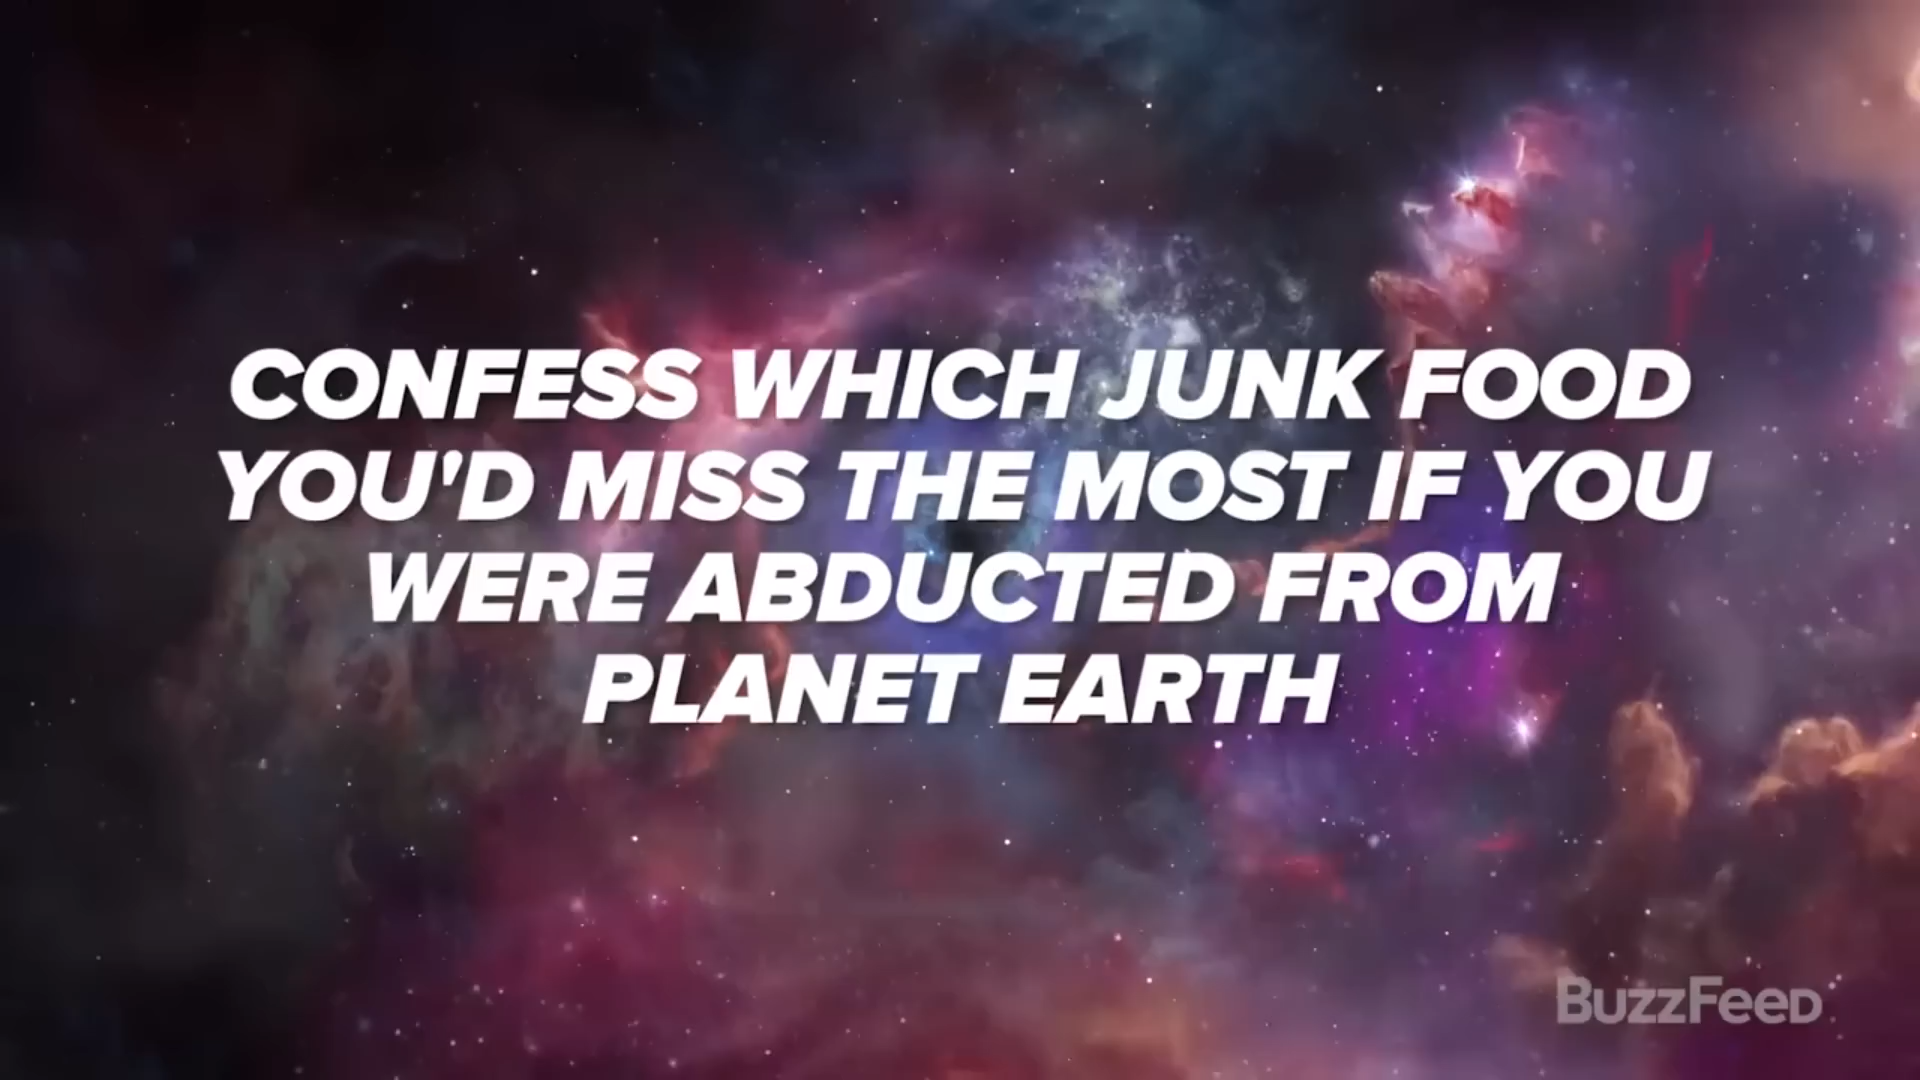 CONFESS WHICH JUNK FOOD
YOU'D MISS THE MOST IF YOU
WERE ABDUCTED FROM
PLANET EARTH
BuzzFeed